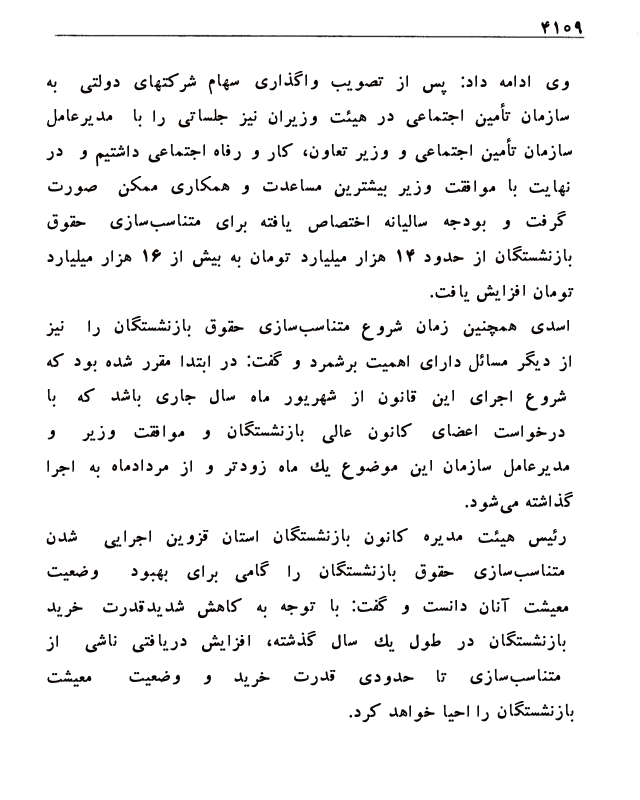 ۴۱۰۹
وی ادامه داد: پس از تصویب واگذاری سهام شرکتهای دولتی به
سازمان تأمین اجتماعی در هیئت وزیران نیز جلساتی را با مدیرعامل
سازمان تأمین اجتماعی و وزیر تعاون، کار و رفاه اجتماعی داشتیم و در
نهایت با موافقت وزیر بیشترین مساعدت و همکاری ممکن صورت
گرفت و بودجه سالیانه اختصاص یافته برای متناسب‌سازی حقوق
بازنشستگان از حدود ۱۴ هزار میلیارد تومان به بیش از ۱۶ هزار میلیارد
تومان افزایش یافت.
اسدی همچنین زمان شروع متناسب‌سازی حقوق بازنشستگان را نیز
از دیگر مسائل دارای اهمیت برشمرد و گفت: در ابتدا مقرر شده بود که
شروع اجرای این قانون از شهریور ماه سال جاری باشد که با
درخواست اعضای کانون عالی بازنشستگان و موافقت وزیر و
مدیرعامل سازمان این موضوع یك ماه زودتر و از مردادماه به اجرا
گذاشته می‌شود.
رئیس هیئت مدیره کانون بازنشستگان استان قزوین اجرایی شدن
متناسب‌سازی حقوق بازنشستگان را گامی برای بهبود وضعیت
معیشت آنان دانست و گفت: با توجه به کاهش شدیدقدرت خرید
بازنشستگان در طول یك سال گذشته، افزایش دریافتی ناشی از
متناسب‌سازی تا حدودی قدرت خرید و وضعیت معیشت
بازنشستگان را احیا خواهد کرد.